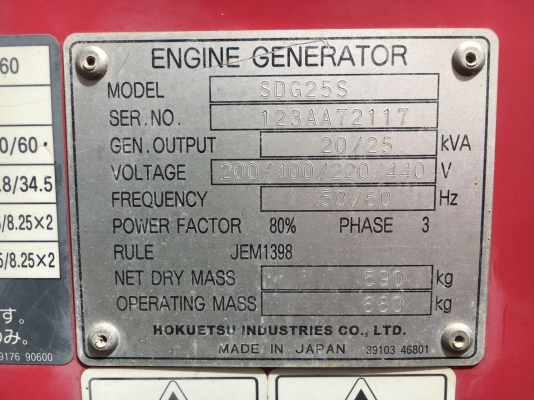 ENGINE GENERATOR
MODEL SDG25S
SER.NO. 123AA72117
GEN.OUTPUT 20/25 kVA
VOLTAGE 200/400/220/440 V
FREQUENCY 50/60 Hz
POWER FACTOR 80% PHASE 3
RULE JEM1398
NET DRY MASS 590 kg
OPERATING MASS 660 kg
HOKUETSU INDUSTRIES CO., LTD.
MADE IN JAPAN 39103 46801
60
0/60
.8/34.5
5/8.25×2
5/8.25×2
す。
のみ。
9176 90600